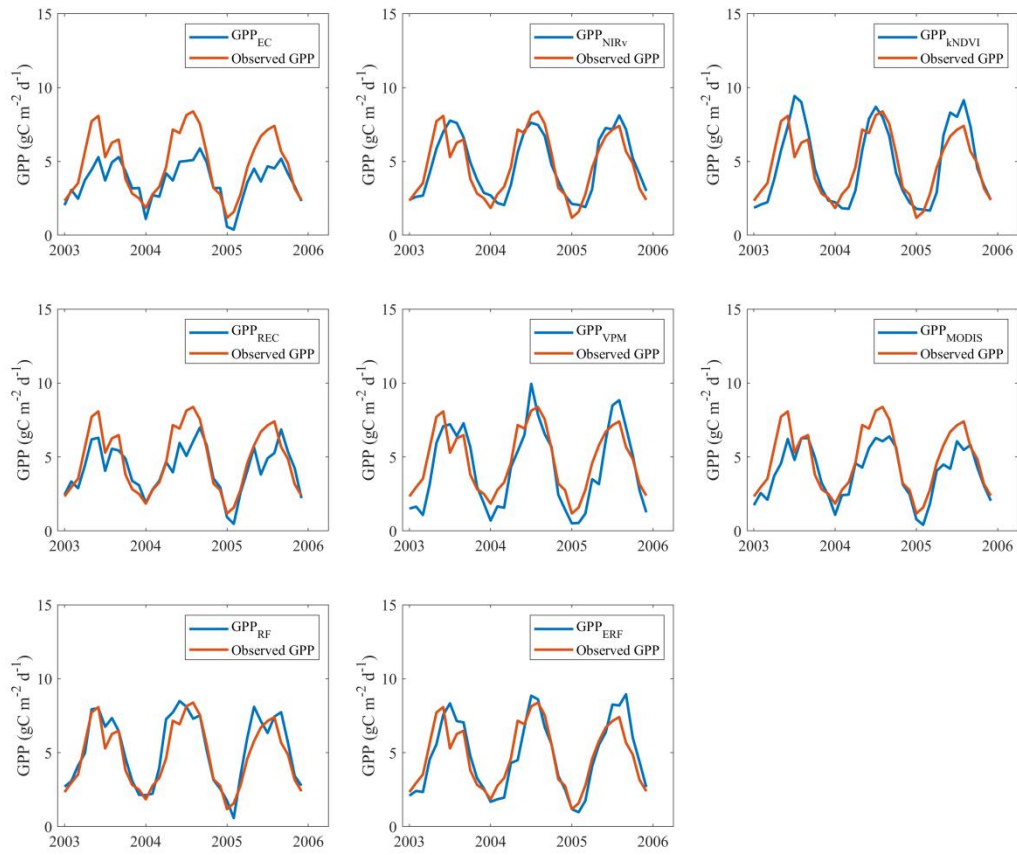 15
10
5
0
GPP (gC m⁻² d⁻¹)
GPP_EC
Observed GPP
2003 2004 2005 2006
15
10
5
0
GPP (gC m⁻² d⁻¹)
GPP_NIRv
Observed GPP
2003 2004 2005 2006
15
10
5
0
GPP (gC m⁻² d⁻¹)
GPP_kNDVI
Observed GPP
2003 2004 2005 2006
15
10
5
0
GPP (gC m⁻² d⁻¹)
GPP_REC
Observed GPP
2003 2004 2005 2006
15
10
5
0
GPP (gC m⁻² d⁻¹)
GPP_VPM
Observed GPP
2003 2004 2005 2006
15
10
5
0
GPP (gC m⁻² d⁻¹)
GPP_MODIS
Observed GPP
2003 2004 2005 2006
15
10
5
0
GPP (gC m⁻² d⁻¹)
GPP_RF
Observed GPP
2003 2004 2005 2006
15
10
5
0
GPP (gC m⁻² d⁻¹)
GPP_ERF
Observed GPP
2003 2004 2005 2006